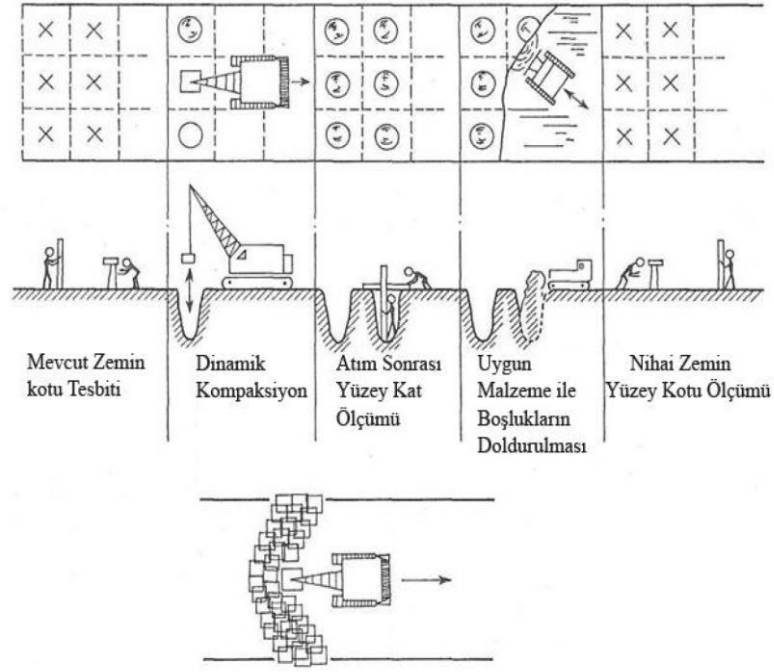 Mevcut Zemin
kotu Tesbiti
Dinamik
Kompaksiyon
Atım Sonrası
Yüzey Kat
Ölçümü
Uygun
Malzeme ile
Boşlukların
Doldurulması
Nihai Zemin
Yüzey Kotu Ölçümü